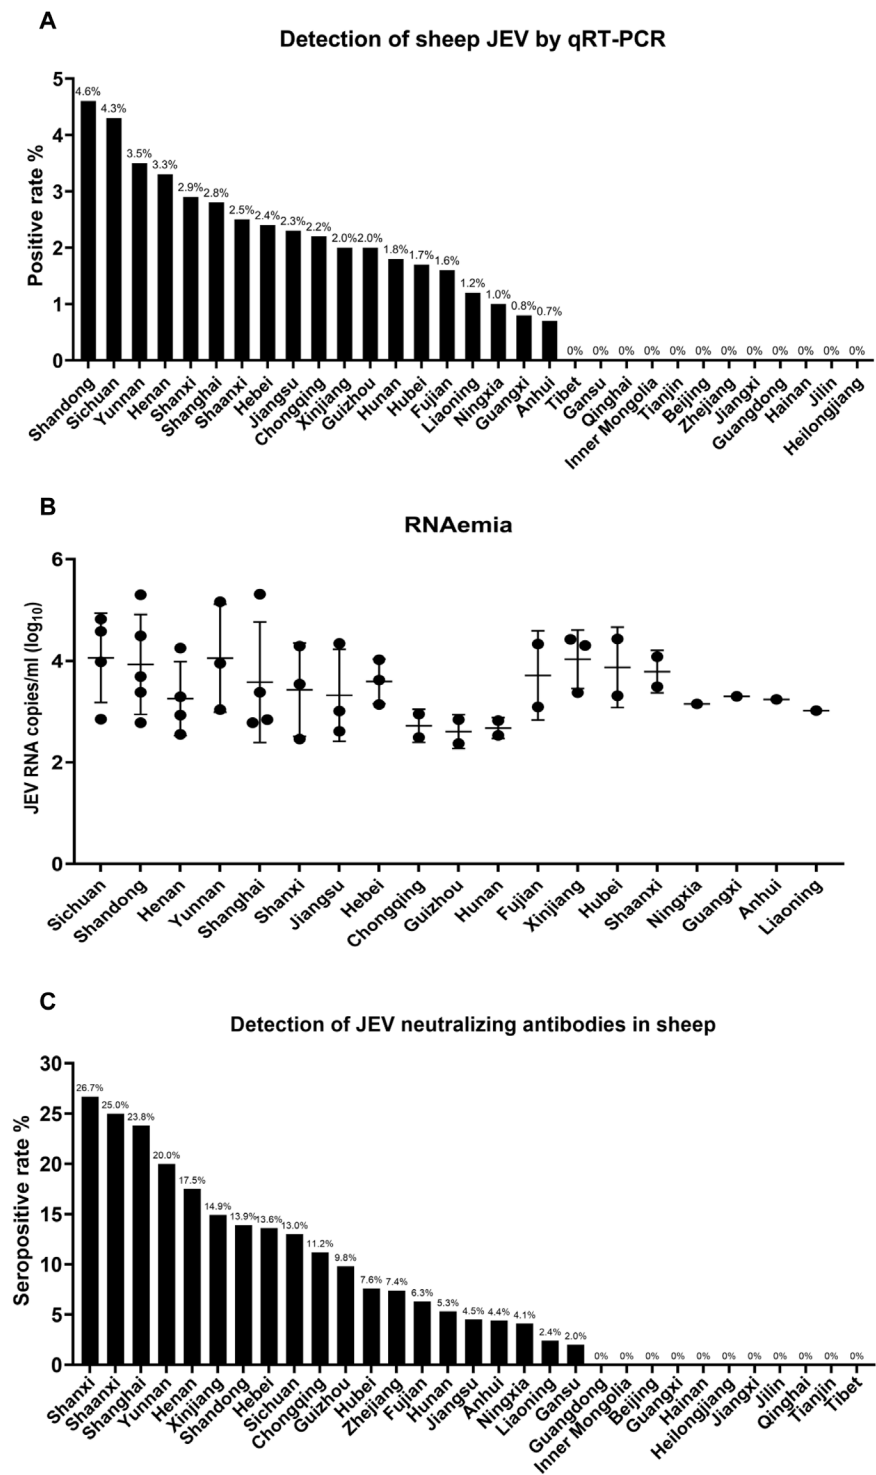 A
Detection of sheep JEV by qRT-PCR
Positive rate %
5
4
3
2
1
0
4.6%
4.3%
3.5%
3.3%
2.9%
2.8%
2.5%
2.4%
2.3%
2.2%
2.0%
2.0%
1.8%
1.7%
1.6%
1.2%
1.0%
0.8%
0.7%
0%
0%
0%
0%
0%
0%
0%
0%
0%
0%
0%
0%
Shandong
Sichuan
Yunnan
Henan
Shanxi
Shanghai
Shaanxi
Hebei
Jiangsu
Chongqing
Xinjiang
Guizhou
Hunan
Hubei
Fujian
Liaoning
Ningxia
Guangxi
Anhui
Tibet
Gansu
Qinghai
Inner Mongolia
Tianjin
Beijing
Zhejiang
Jiangxi
Guangdong
Hainan
Jilin
Heilongjiang
B
RNAemia
JEV RNA copies/ml (log10)
6
4
2
0
Sichuan
Shandong
Henan
Yunnan
Shanghai
Shanxi
Jiangsu
Hebei
Chongqing
Guizhou
Hunan
Fujian
Xinjiang
Hubei
Shaanxi
Ningxia
Guangxi
Anhui
Liaoning
C
Detection of JEV neutralizing antibodies in sheep
Seropositive rate %
30
25
20
15
10
5
0
26.7%
25.0%
23.8%
20.0%
17.5%
14.9%
13.9%
13.6%
13.0%
11.2%
9.8%
7.6%
7.4%
6.3%
5.3%
4.5%
4.4%
4.1%
2.4%
2.0%
0%
0%
0%
0%
0%
0%
0%
0%
0%
0%
0%
Shanxi
Shaanxi
Shanghai
Yunnan
Henan
Xinjiang
Shandong
Hebei
Sichuan
Chongqing
Guizhou
Hubei
Zhejiang
Fujian
Hunan
Jiangsu
Anhui
Ningxia
Liaoning
Gansu
Guangdong
Inner Mongolia
Beijing
Guangxi
Hainan
Heilongjiang
Jiangxi
Jilin
Qinghai
Tianjin
Tibet